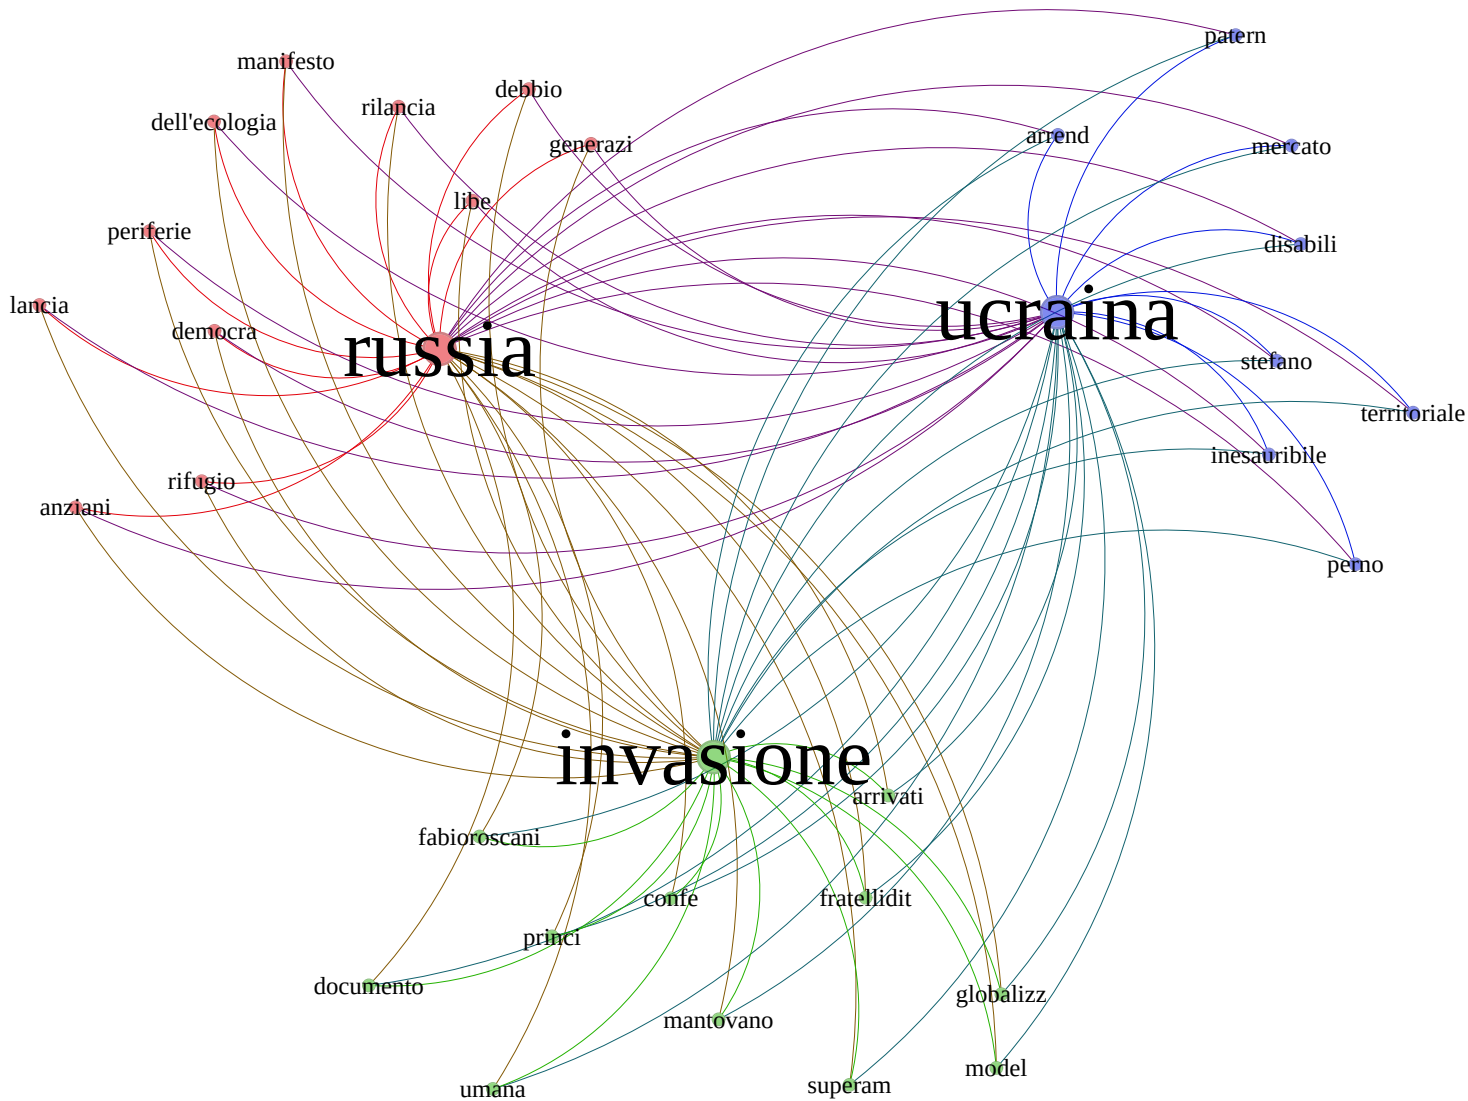 patern
manifesto
debbio
rilancia
dell'ecologia
arrend
generazi
mercato
libe
periferie
disabili
lancia
ucraina
democra
russia
stefano
territoriale
inesauribile
rifugio
anziani
perno
invasione
arrivati
fabioroscani
confe
fratellidit
princi
documento
globalizz
mantovano
model
superam
umana